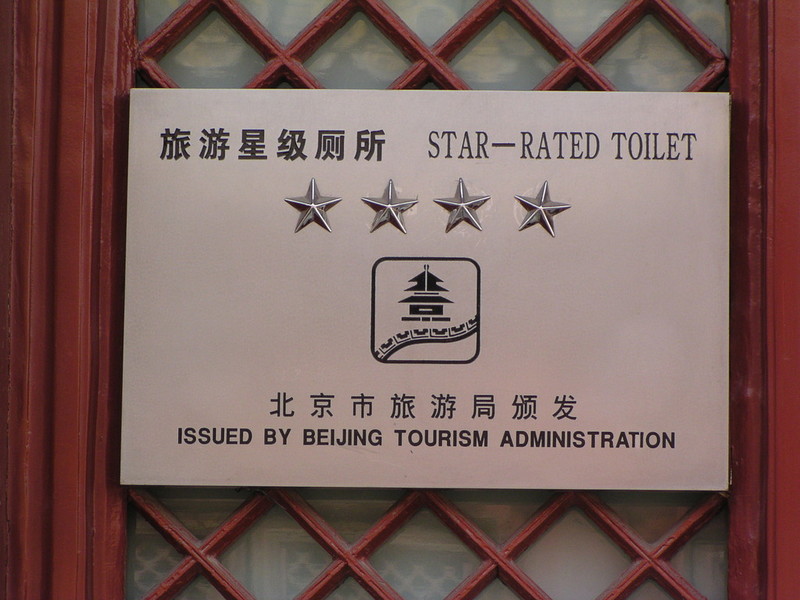 旅游星级厕所 STAR-RATED TOILET
北京市旅游局颁发
ISSUED BY BEIJING TOURISM ADMINISTRATION